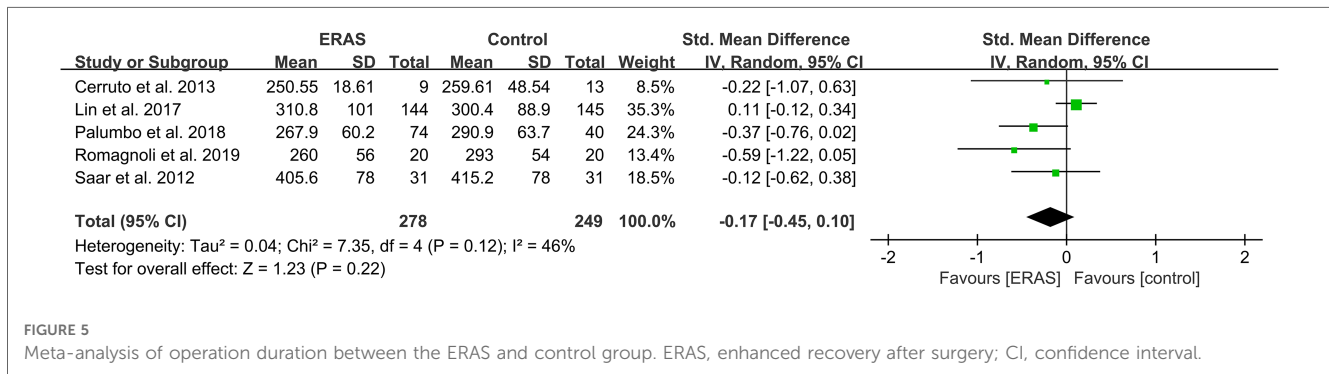 ERAS Control Std. Mean Difference Std. Mean Difference
Study or Subgroup Mean SD Total Mean SD Total Weight IV, Random, 95% CI IV, Random, 95% CI
Cerruto et al. 2013 250.55 18.61 9 259.61 48.54 13 8.5% -0.22 [-1.07, 0.63]
Lin et al. 2017 310.8 101 144 300.4 88.9 145 35.3% 0.11 [-0.12, 0.34]
Palumbo et al. 2018 267.9 60.2 74 290.9 63.7 40 24.3% -0.37 [-0.76, 0.02]
Romagnoli et al. 2019 260 56 20 293 54 20 13.4% -0.59 [-1.22, 0.05]
Saar et al. 2012 405.6 78 31 415.2 78 31 18.5% -0.12 [-0.62, 0.38]
Total (95% CI) 278 249 100.0% -0.17 [-0.45, 0.10]
Heterogeneity: Tau² = 0.04; Chi² = 7.35, df = 4 (P = 0.12); I² = 46%
Test for overall effect: Z = 1.23 (P = 0.22)
-2 -1 0 1 2
Favours [ERAS] Favours [control]
FIGURE 5
Meta-analysis of operation duration between the ERAS and control group. ERAS, enhanced recovery after surgery; CI, confidence interval.